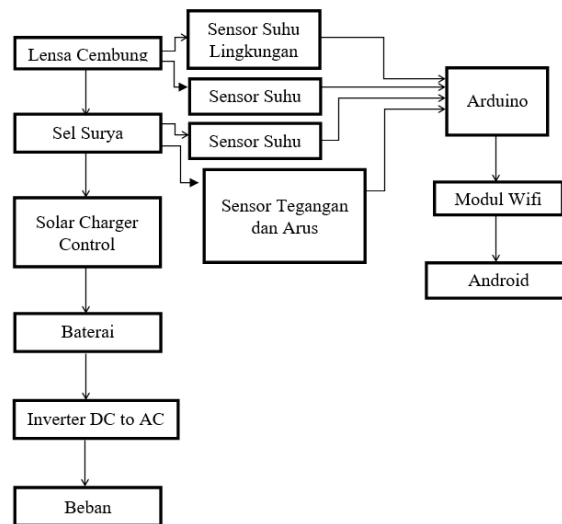 Sensor Suhu
Lingkungan
Lensa Cembung
Sensor Suhu
Arduino
Sel Surya
Sensor Suhu
Sensor Tegangan
dan Arus
Modul Wifi
Solar Charger
Control
Android
Baterai
Inverter DC to AC
Beban